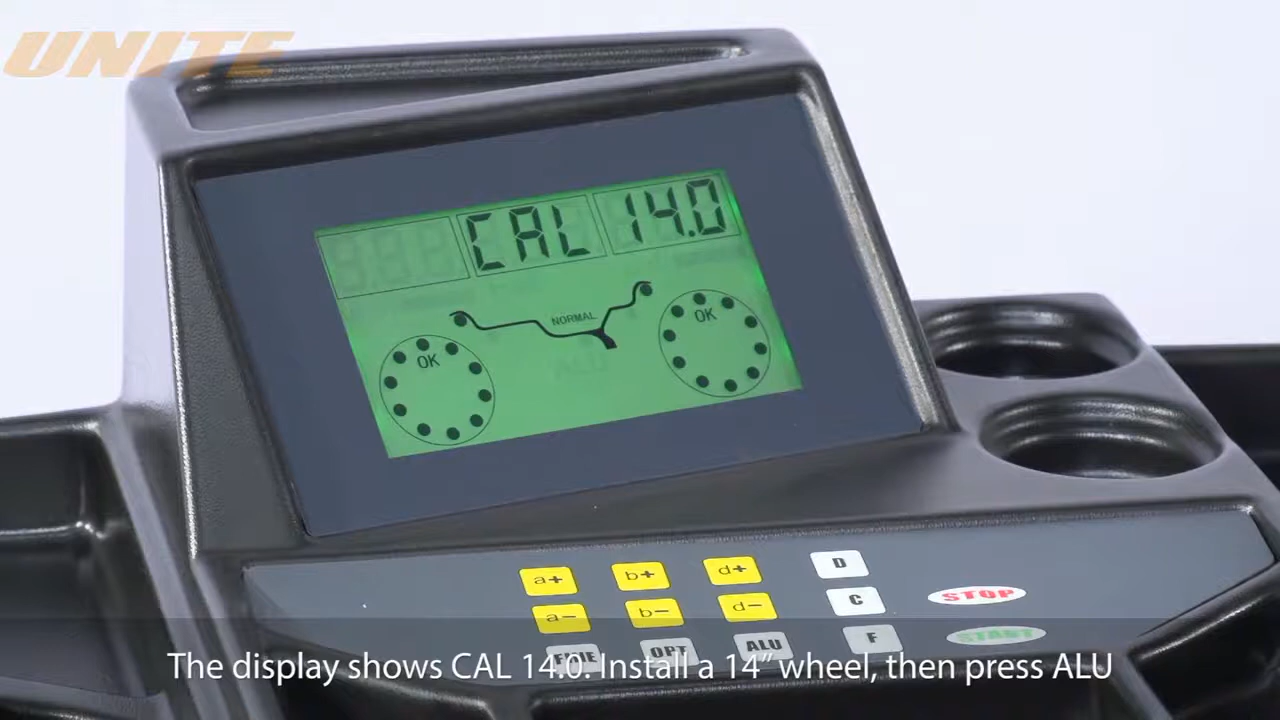 UNITE
CAL 14.0
NORMAL
OK
OK
a+ b+ d+ D
a- b- d- C
STOP
FINE OPT ALU F
START
The display shows CAL 14.0. Install a 14” wheel, then press ALU